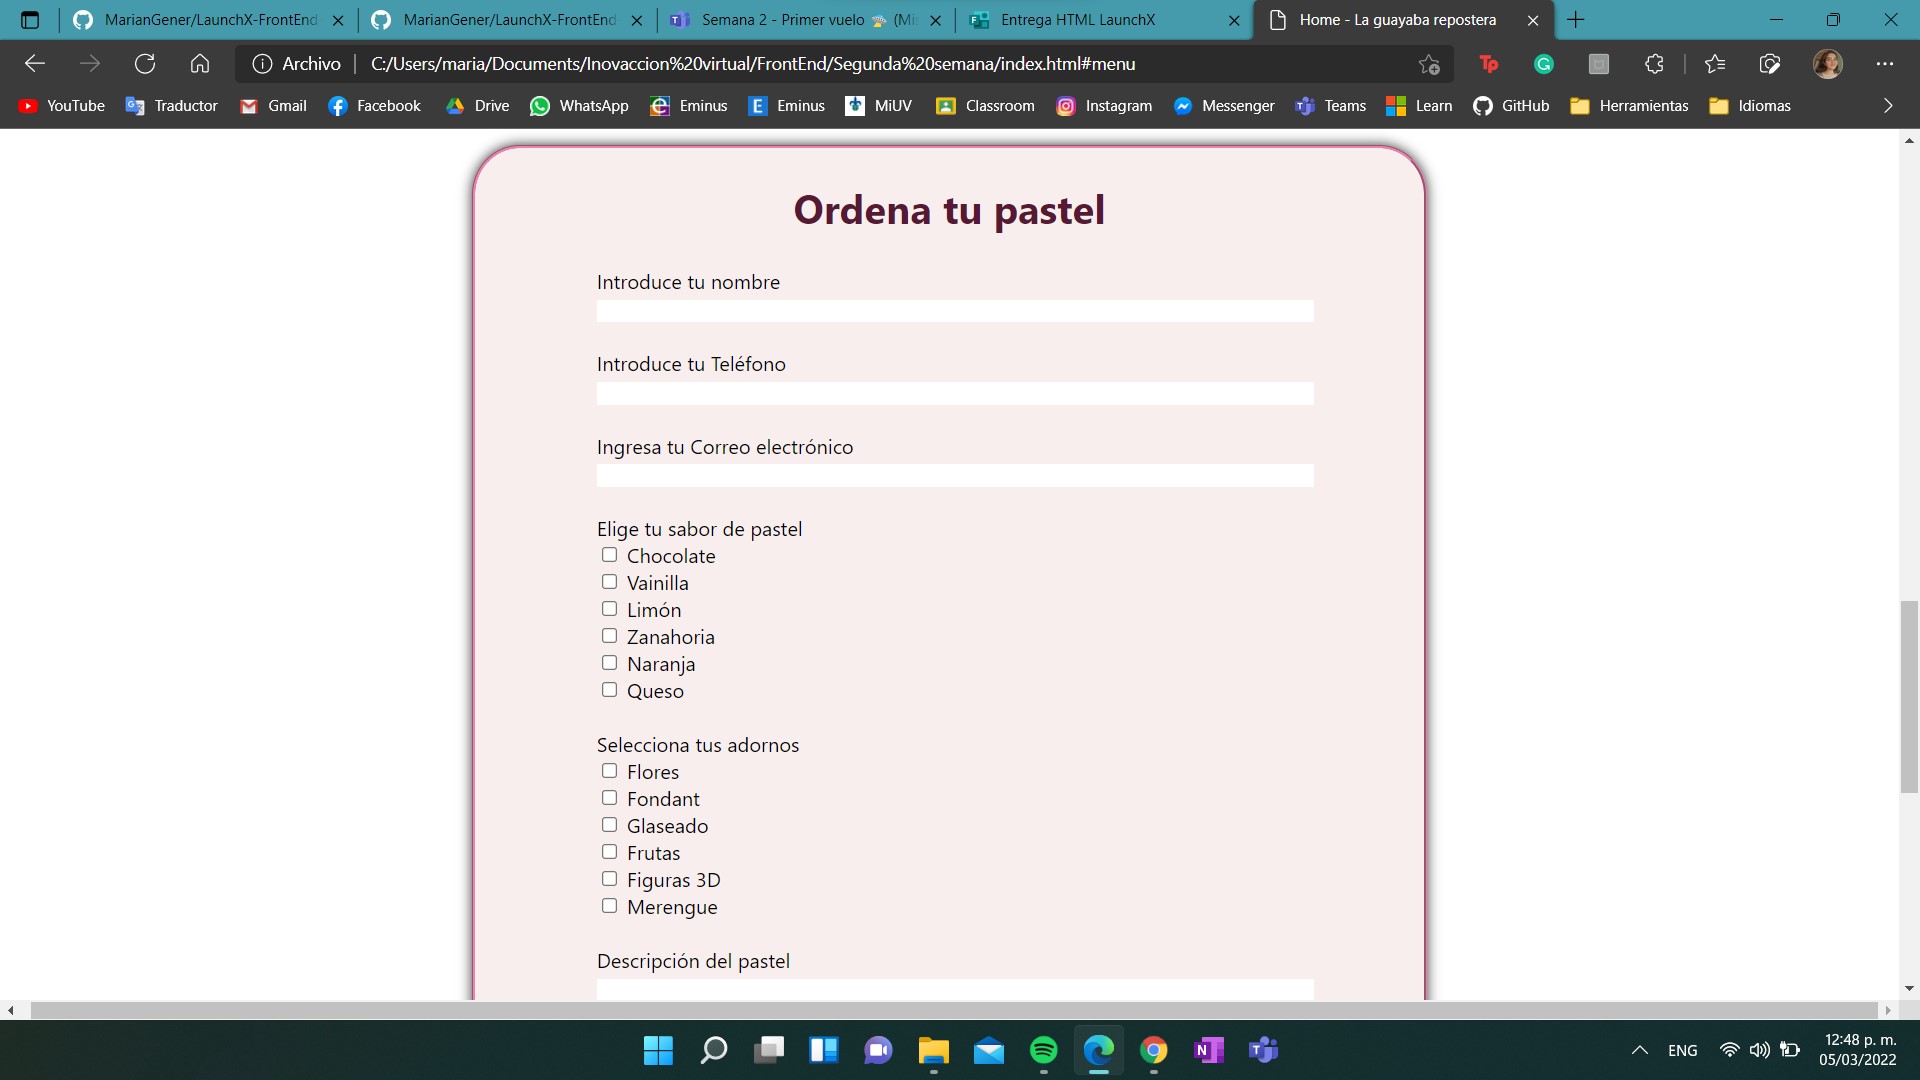 MarianGener/LaunchX-FrontEnd
MarianGener/LaunchX-FrontEnd
Semana 2 - Primer vuelo
Entrega HTML LaunchX
Home - La guayaba repostera
Archivo
C:/Users/maria/Documents/Inovaccion%20virtual/FrontEnd/Segunda%20semana/index.html#menu
YouTube Traductor Gmail Facebook Drive WhatsApp Eminus Eminus MiUV Classroom Instagram Messenger Teams Learn GitHub Herramientas Idiomas
Ordena tu pastel
Introduce tu nombre
Introduce tu Teléfono
Ingresa tu Correo electrónico
Elige tu sabor de pastel
Chocolate
Vainilla
Limón
Zanahoria
Naranja
Queso
Selecciona tus adornos
Flores
Fondant
Glaseado
Frutas
Figuras 3D
Merengue
Descripción del pastel
ENG
12:48 p. m.
05/03/2022